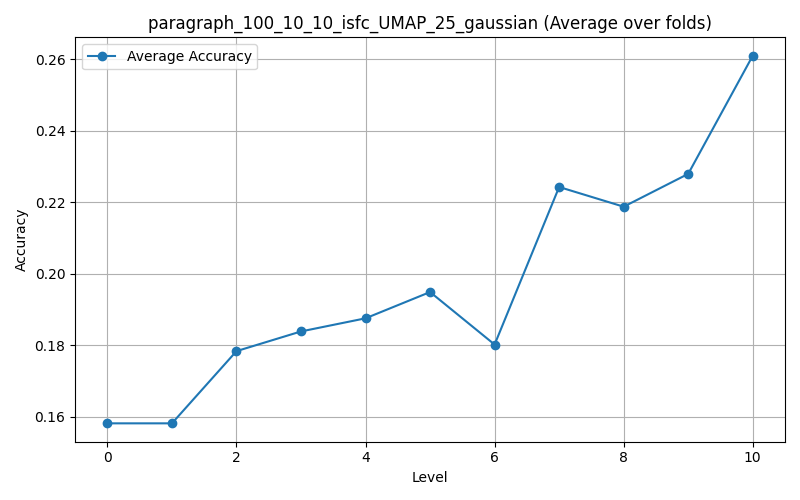 paragraph_100_10_10_isfc_UMAP_25_gaussian (Average over folds)
Average Accuracy
Accuracy
0.26
0.24
0.22
0.20
0.18
0.16
0 2 4 6 8 10
Level